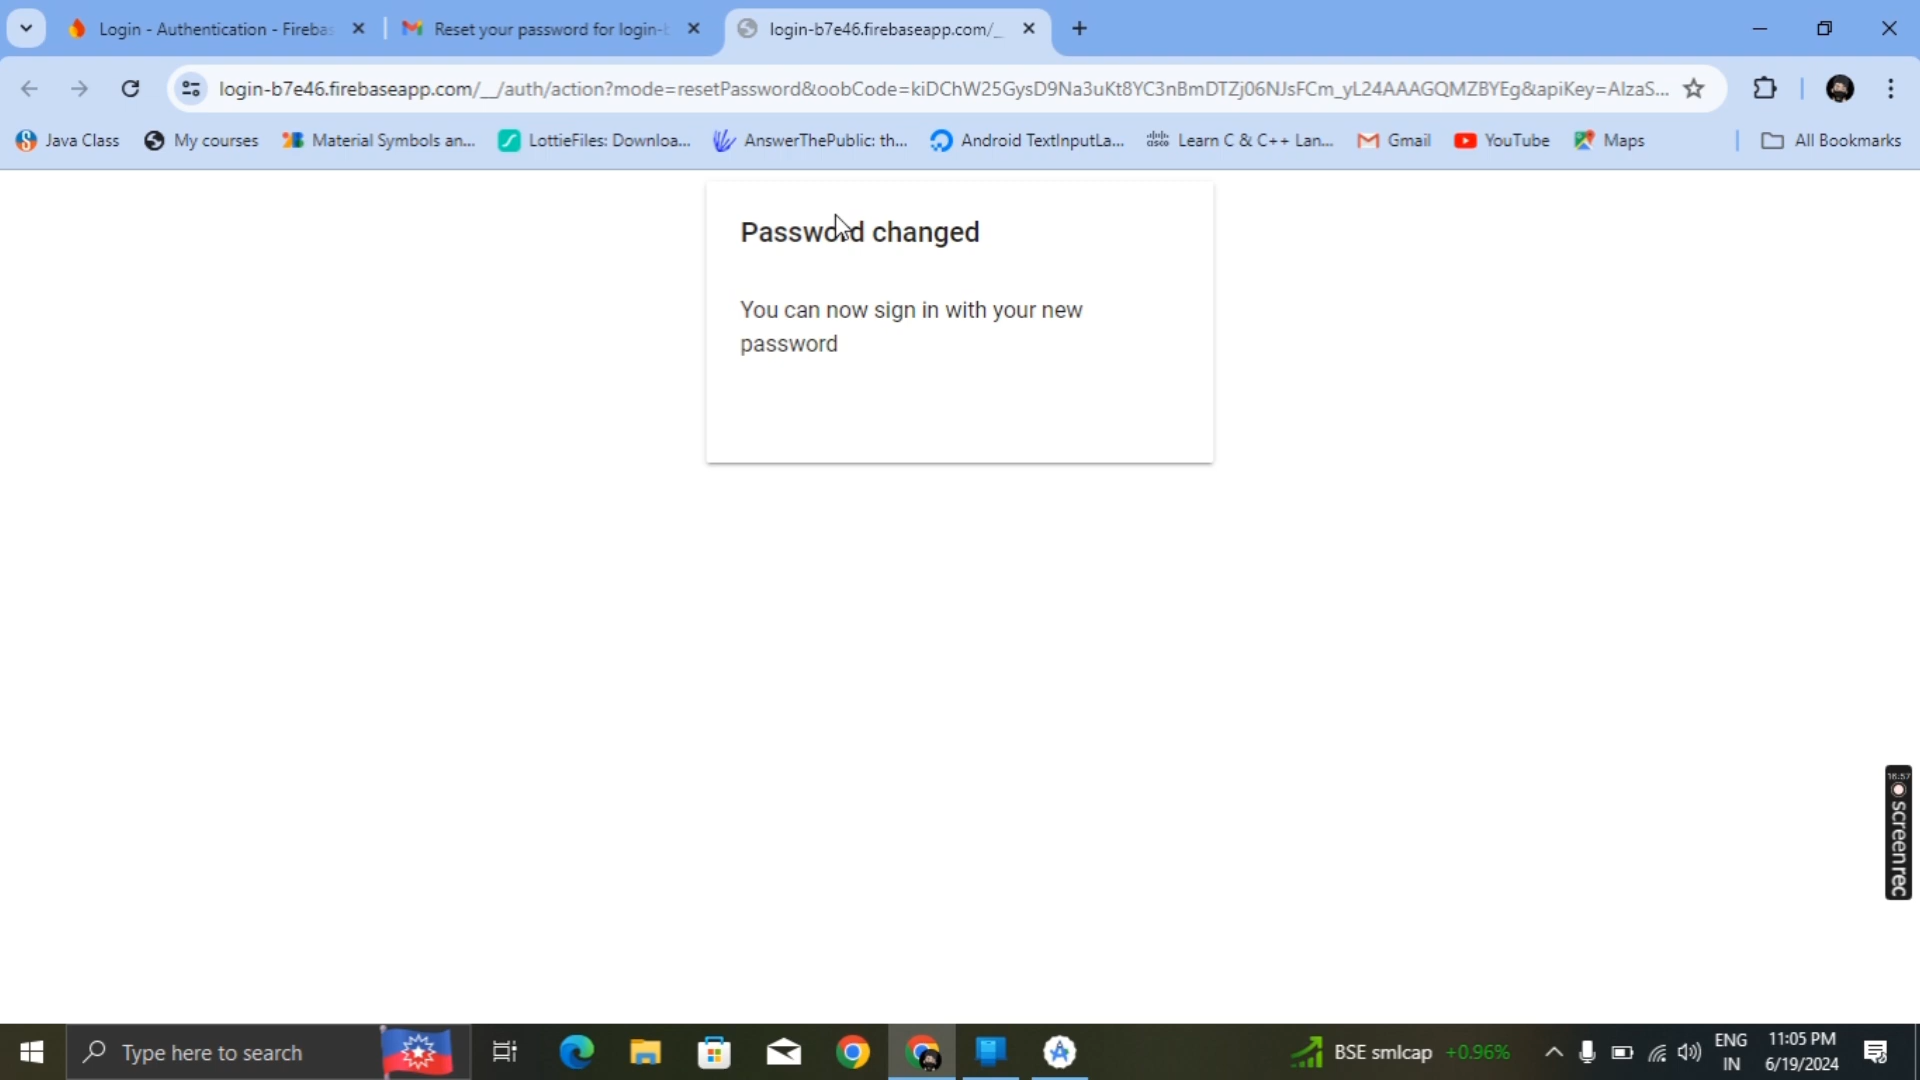 Login - Authentication - Fireba
Reset your password for login-
login-b7e46.firebaseapp.com/_
login-b7e46.firebaseapp.com/__/auth/action?mode=resetPassword&oobCode=kiDChW25GysD9Na3uKt8YC3nBmDTZj06NJsFCm_yL24AAAGQMZBYEg&apiKey=AIzaS...
Java Class
My courses
Material Symbols an...
LottieFiles: Downloa...
AnswerThePublic: th...
Android TextInputLa...
Learn C & C++ Lan...
Gmail
YouTube
Maps
All Bookmarks
Password changed
You can now sign in with your new
password
16:57
screenrec
Type here to search
BSE smlcap +0.96%
ENG
IN
11:05 PM
6/19/2024